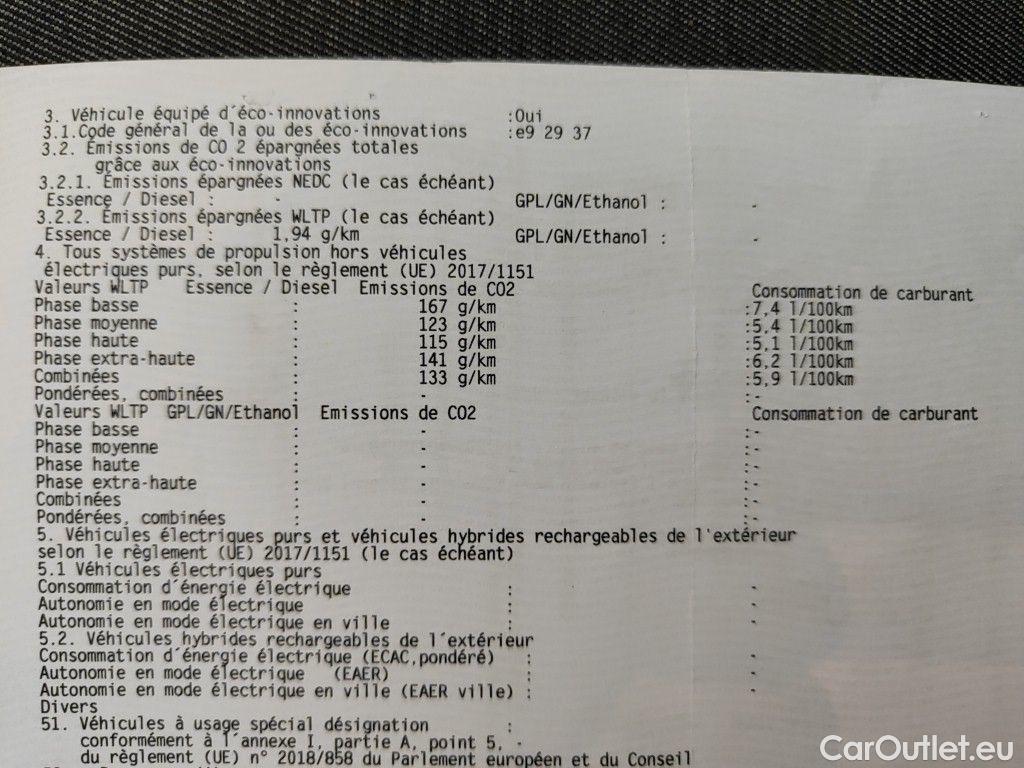 3. Véhicule équipé d´éco-innovations :Oui
3.1.Code général de la ou des éco-innovations :e9 29 37
3.2. Émissions de CO 2 épargnées totales
grâce aux éco-innovations
3.2.1. Émissions épargnées NEDC (le cas échéant)
Essence / Diesel : - GPL/GN/Ethanol : -
3.2.2. Émissions épargnées WLTP (le cas échéant)
Essence / Diesel : 1,94 g/km GPL/GN/Ethanol : -
4. Tous systèmes de propulsion hors véhicules
électriques purs, selon le règlement (UE) 2017/1151
Valeurs WLTP Essence / Diesel Emissions de CO2 Consommation de carburant
Phase basse : 167 g/km :7,4 l/100km
Phase moyenne : 123 g/km :5,4 l/100km
Phase haute : 115 g/km :5,1 l/100km
Phase extra-haute : 141 g/km :6,2 l/100km
Combinées : 133 g/km :5,9 l/100km
Pondérées, combinées : - :-
Valeurs WLTP GPL/GN/Ethanol Emissions de CO2 Consommation de carburant
Phase basse : - :-
Phase moyenne : - :-
Phase haute : - :-
Phase extra-haute : - :-
Combinées : - :-
Pondérées, combinées : - :-
5. Véhicules électriques purs et véhicules hybrides rechargeables de l'extérieur
selon le règlement (UE) 2017/1151 (le cas échéant)
5.1 Véhicules électriques purs
Consommation d´énergie électrique : -
Autonomie en mode électrique : -
Autonomie en mode électrique en ville : -
5.2. Véhicules hybrides rechargeables de l´extérieur
Consommation d´énergie électrique (ECAC,pondéré) : -
Autonomie en mode électrique (EAER) : -
Autonomie en mode électrique en ville (EAER ville) : -
Divers
51. Véhicules à usage spécial désignation :
conformément à l´annexe I, partie A, point 5, -
du règlement (UE) n° 2018/858 du Parlement européen et du Conseil
CarOutlet.eu